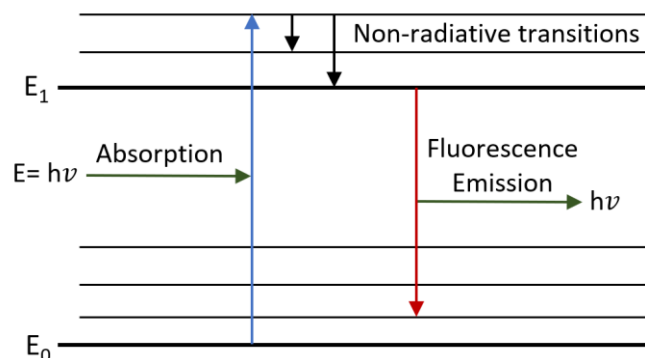 Non-radiative transitions
E₁
Absorption
E= hν
Fluorescence
Emission
hν
E₀